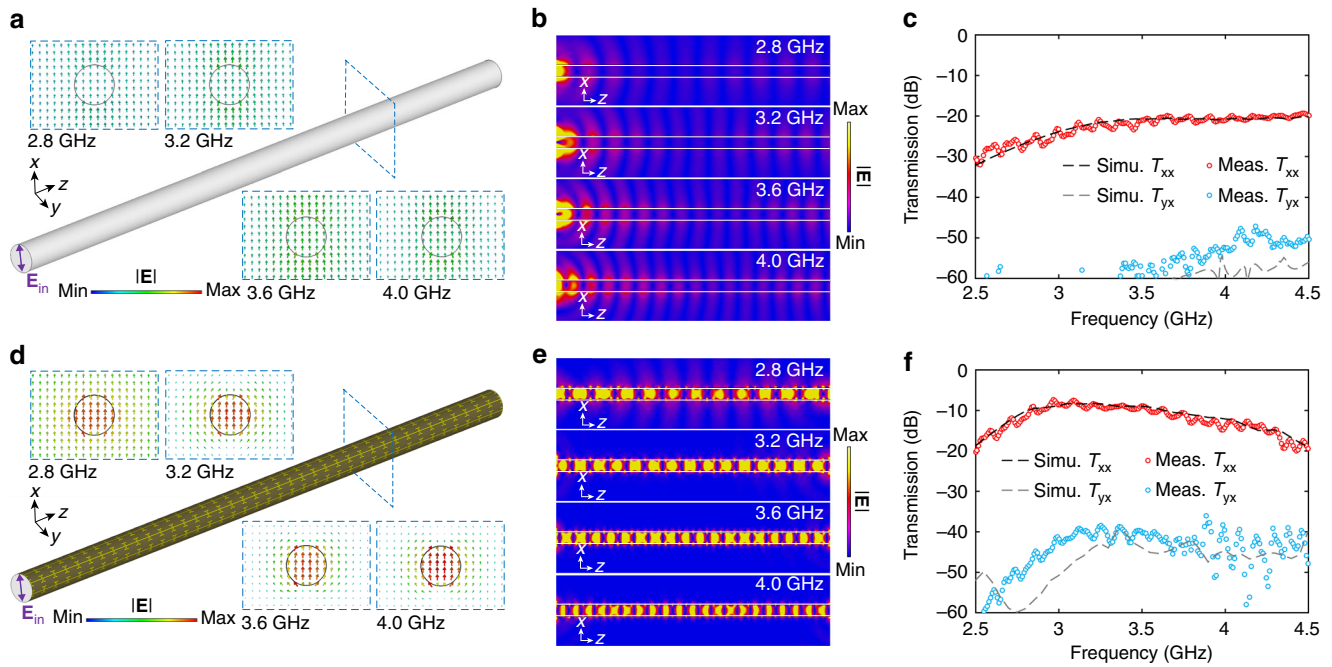 a
2.8 GHz
3.2 GHz
x
z
y
E_in
|E|
Min
Max
3.6 GHz
4.0 GHz
b
2.8 GHz
x
z
3.2 GHz
x
z
3.6 GHz
x
z
4.0 GHz
x
z
Max
|E|
Min
c
Transmission (dB)
0
−10
−20
−30
−40
−50
−60
Simu. T_xx
Meas. T_xx
Simu. T_yx
Meas. T_yx
2.5
3
3.5
4
4.5
Frequency (GHz)
d
2.8 GHz
3.2 GHz
x
z
y
E_in
|E|
Min
Max
3.6 GHz
4.0 GHz
e
2.8 GHz
x
z
3.2 GHz
x
z
3.6 GHz
x
z
4.0 GHz
x
z
Max
|E|
Min
f
Transmission (dB)
0
−10
−20
−30
−40
−50
−60
Simu. T_xx
Meas. T_xx
Simu. T_yx
Meas. T_yx
2.5
3
3.5
4
4.5
Frequency (GHz)